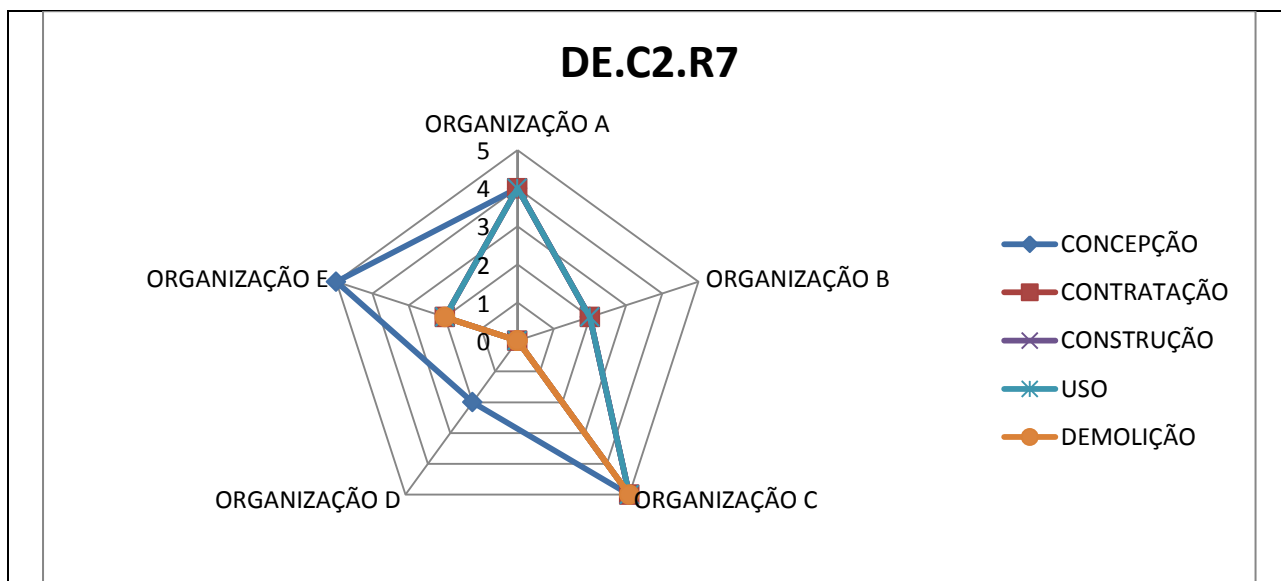 DE.C2.R7
ORGANIZAÇÃO A
5
4
3
2
1
0
ORGANIZAÇÃO B
ORGANIZAÇÃO C
ORGANIZAÇÃO D
ORGANIZAÇÃO E
CONCEPÇÃO
CONTRATAÇÃO
CONSTRUÇÃO
USO
DEMOLIÇÃO